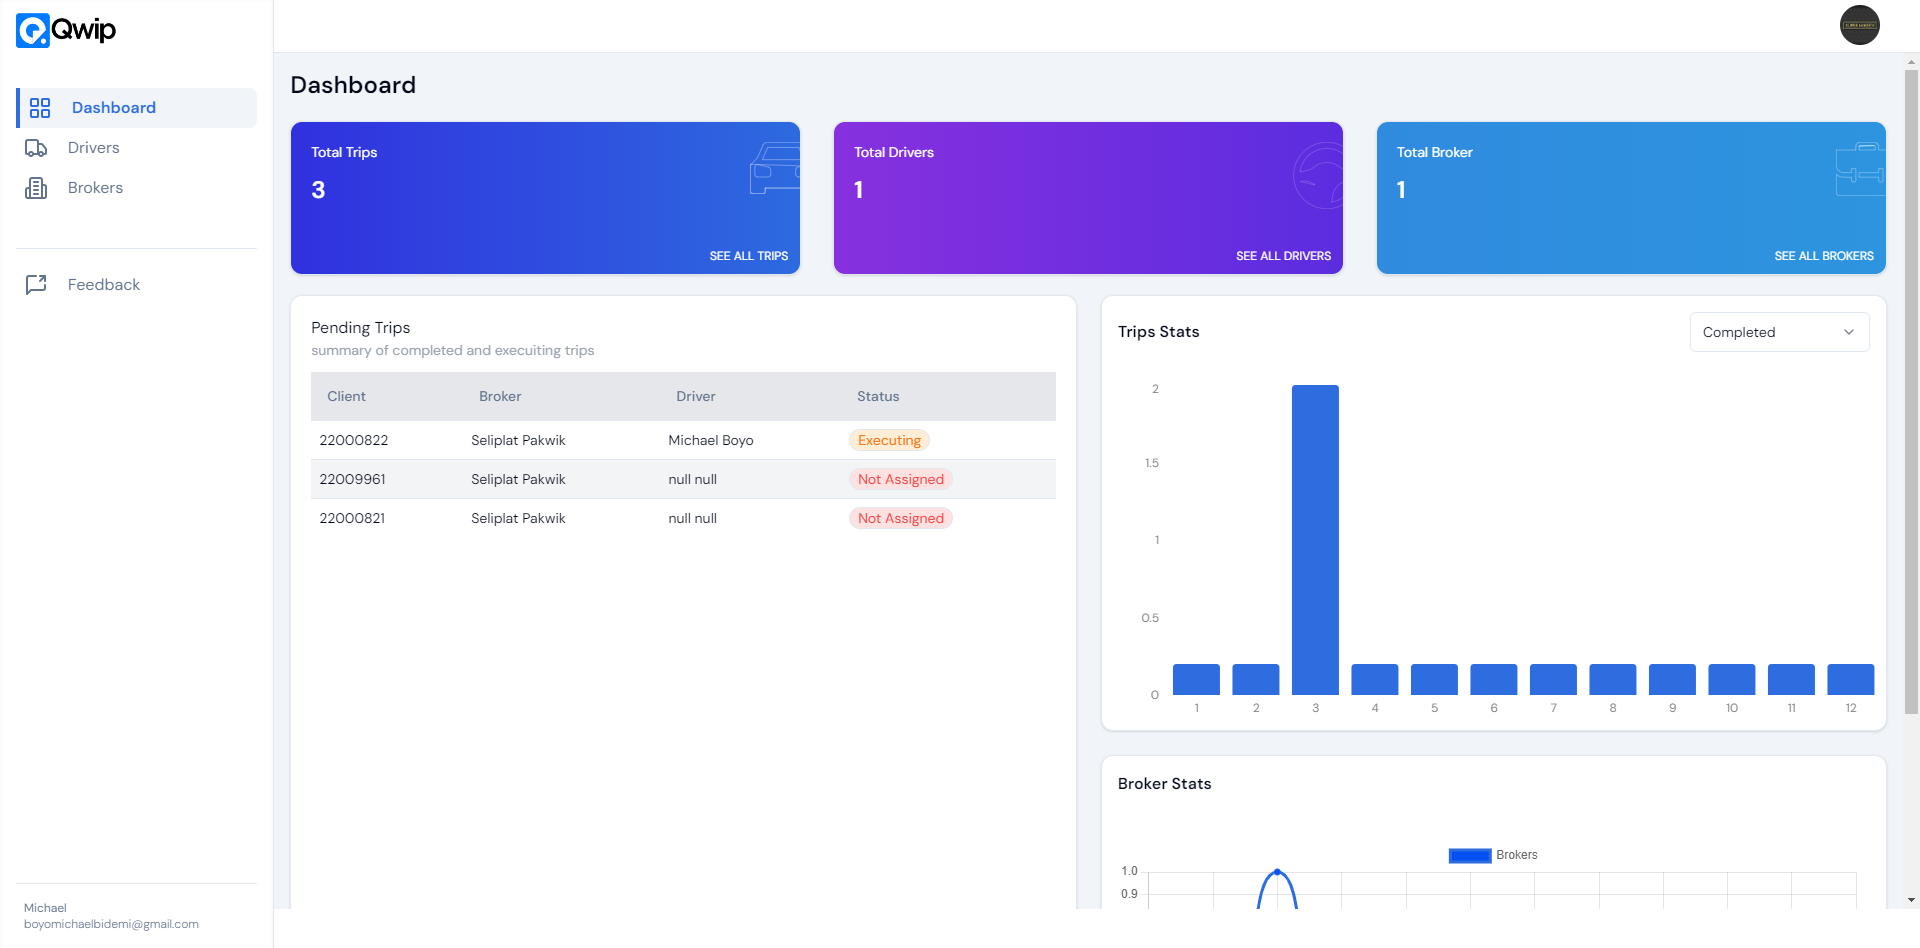 Qwip
Dashboard
Drivers
Brokers
Feedback
Michael
boyomichaelbidemi@gmail.com
Dashboard
Total Trips
3
SEE ALL TRIPS
Total Drivers
1
SEE ALL DRIVERS
Total Broker
1
SEE ALL BROKERS
Pending Trips
summary of completed and execuiting trips
Client Broker Driver Status
22000822 Seliplat Pakwik Michael Boyo Executing
22009961 Seliplat Pakwik null null Not Assigned
22000821 Seliplat Pakwik null null Not Assigned
Trips Stats
Completed
2
1.5
1
0.5
0
1 2 3 4 5 6 7 8 9 10 11 12
Broker Stats
Brokers
1.0
0.9